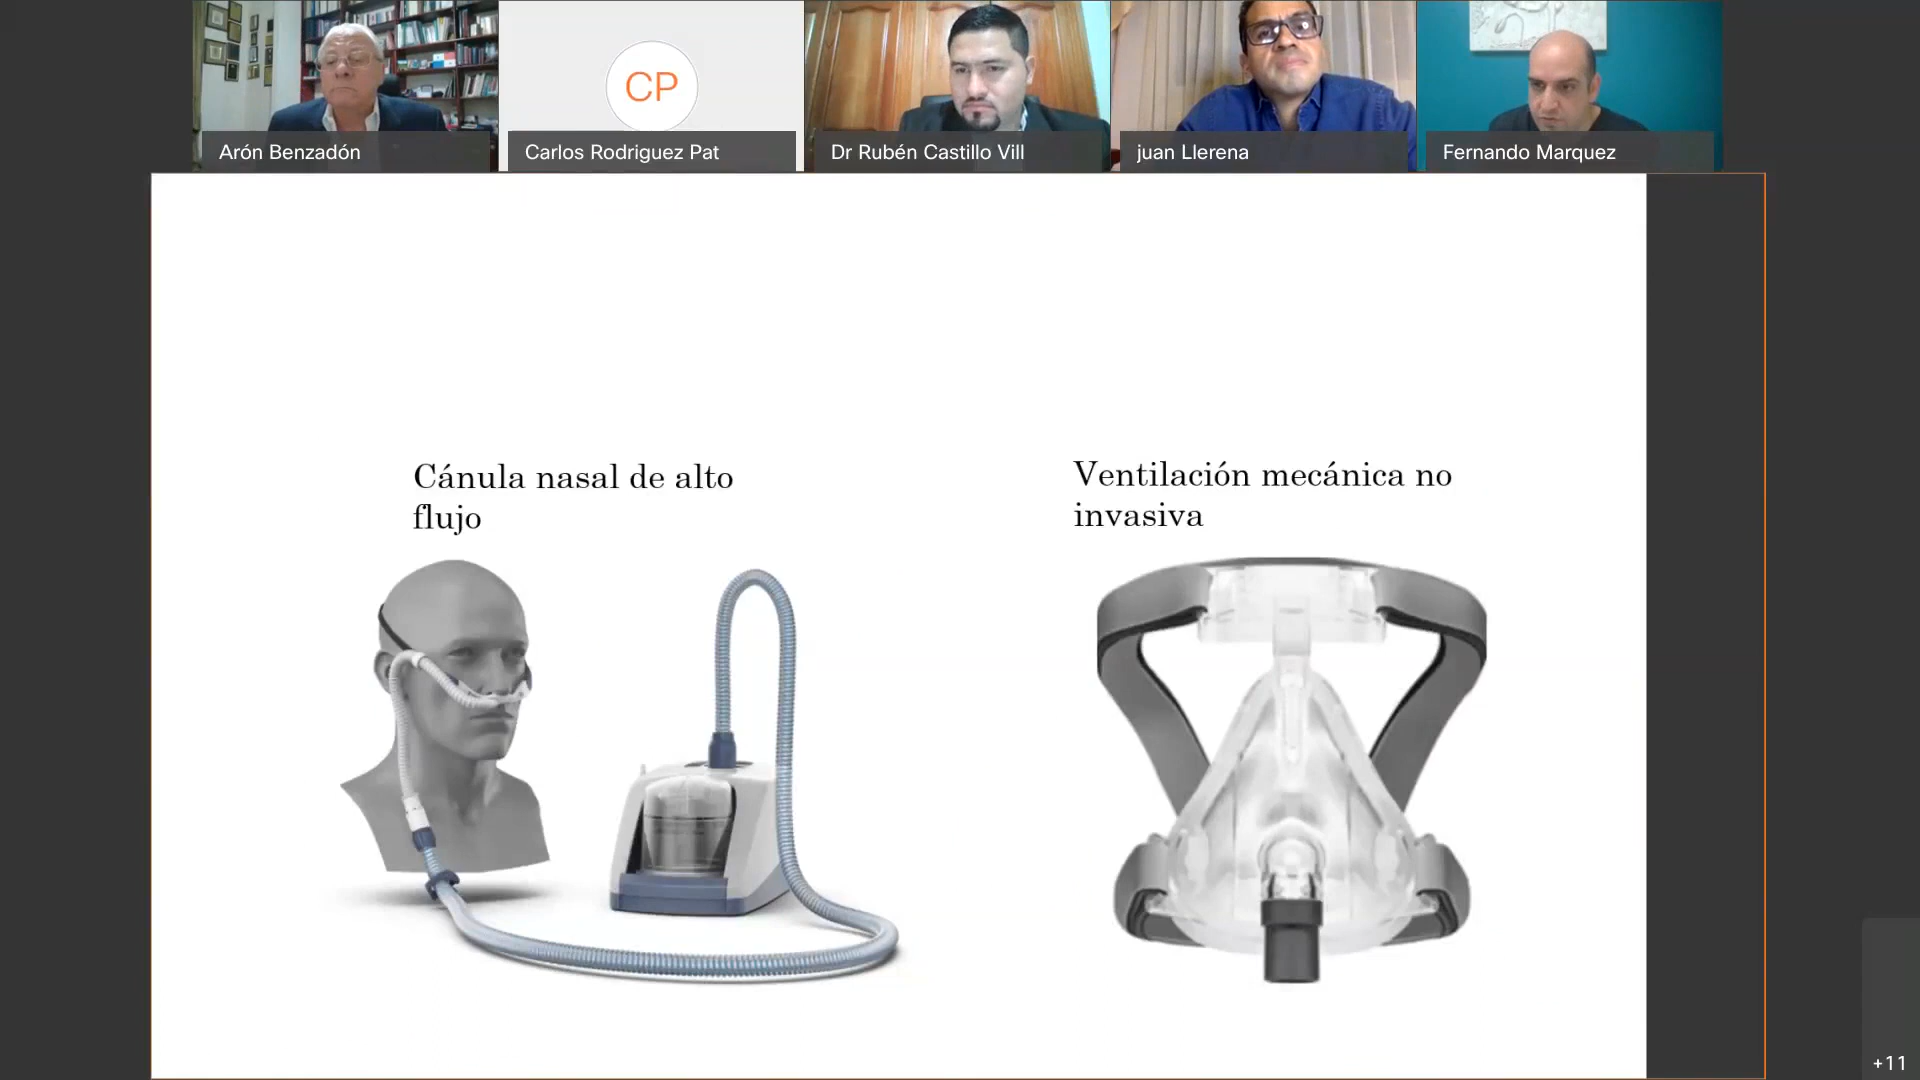 Arón Benzadón
CP
Carlos Rodriguez Pat
Dr Rubén Castillo Vill
juan Llerena
Fernando Marquez
Cánula nasal de alto
flujo
Ventilación mecánica no
invasiva
+11